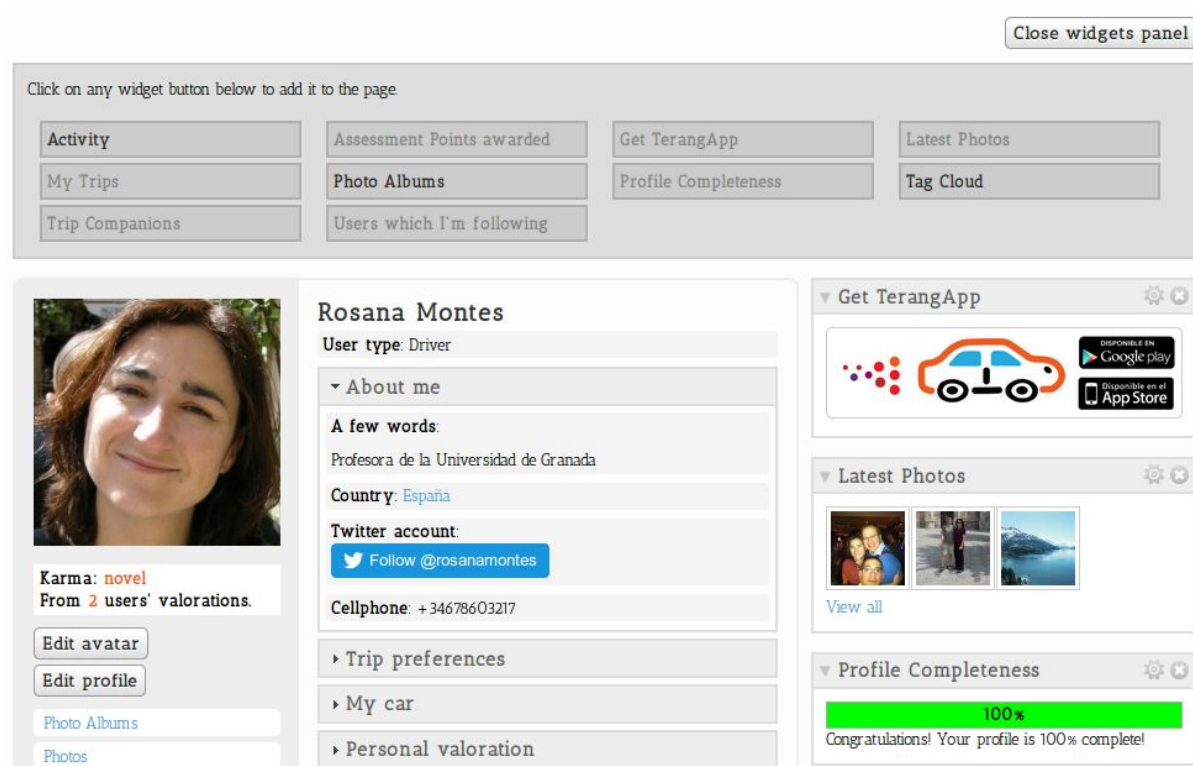 Close widgets panel
Click on any widget button below to add it to the page.
Activity
Assessment Points awarded
Get TerangApp
Latest Photos
My Trips
Photo Albums
Profile Completeness
Tag Cloud
Trip Companions
Users which I'm following
Karma: novel
From 2 users' valorations.
Edit avatar
Edit profile
Photo Albums
Photos
Rosana Montes
User type: Driver
About me
A few words:
Profesora de la Universidad de Granada
Country: España
Twitter account:
Follow @rosanamontes
Cellphone: +34678603217
Trip preferences
My car
Personal valoration
Get TerangApp
DISPONIBLE EN
Google play
Disponible en el
App Store
Latest Photos
View all
Profile Completeness
100%
Congratulations! Your profile is 100% complete!